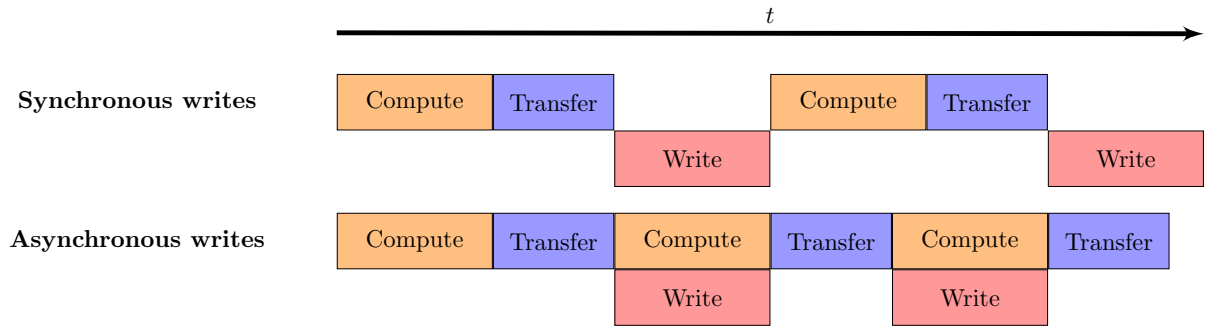 t
Synchronous writes Compute Transfer Compute Transfer
Write Write
Asynchronous writes Compute Transfer Compute Transfer Compute Transfer
Write Write